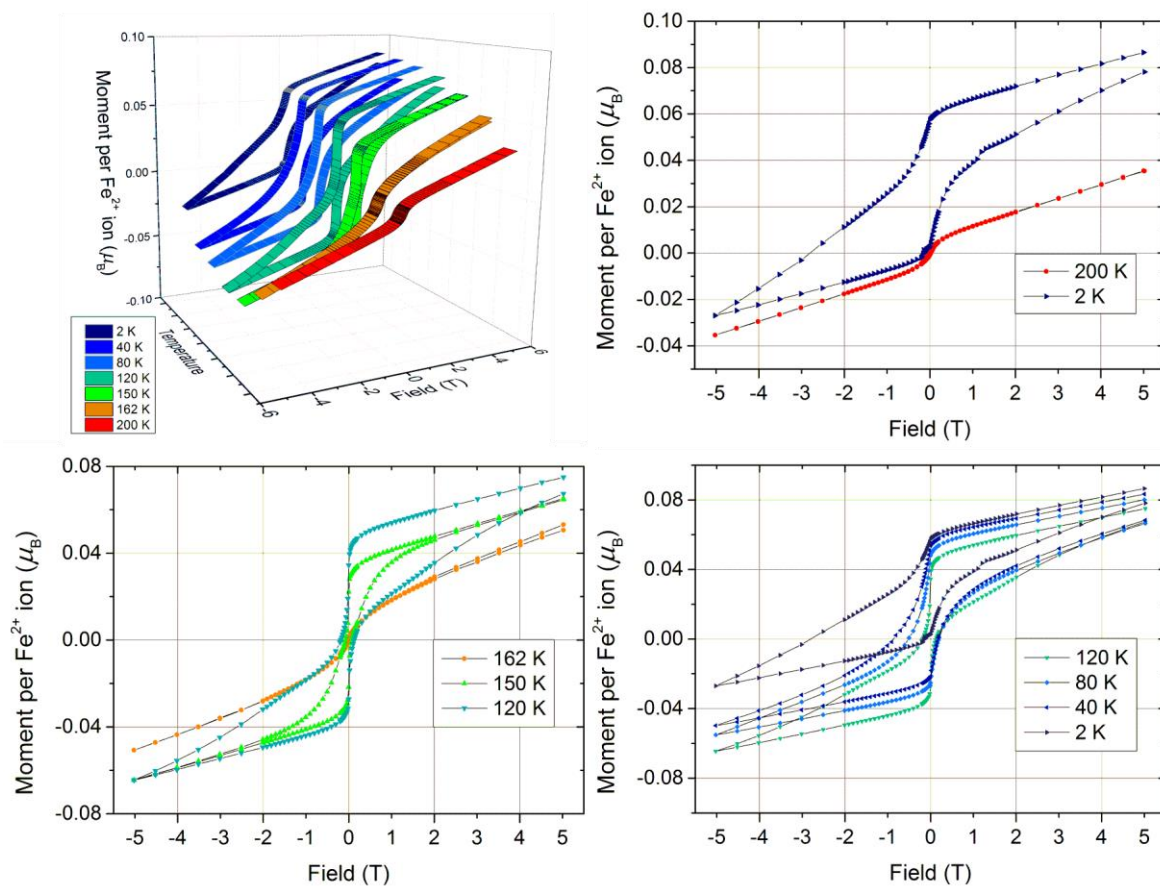 0.10
0.05
0.00
-0.05
-0.10
Moment per Fe²⁺ ion (μB)
Temperature
-6
-4
-2
0
2
4
6
Field (T)
2 K
40 K
80 K
120 K
150 K
162 K
200 K
0.10
0.08
0.06
0.04
0.02
0.00
-0.02
-0.04
Moment per Fe²⁺ ion (μB)
200 K
2 K
-5 -4 -3 -2 -1 0 1 2 3 4 5
Field (T)
0.08
0.04
0.00
-0.04
-0.08
Moment per Fe²⁺ ion (μB)
162 K
150 K
120 K
-5 -4 -3 -2 -1 0 1 2 3 4 5
Field (T)
0.08
0.04
0.00
-0.04
-0.08
Moment per Fe²⁺ ion (μB)
120 K
80 K
40 K
2 K
-5 -4 -3 -2 -1 0 1 2 3 4 5
Field (T)